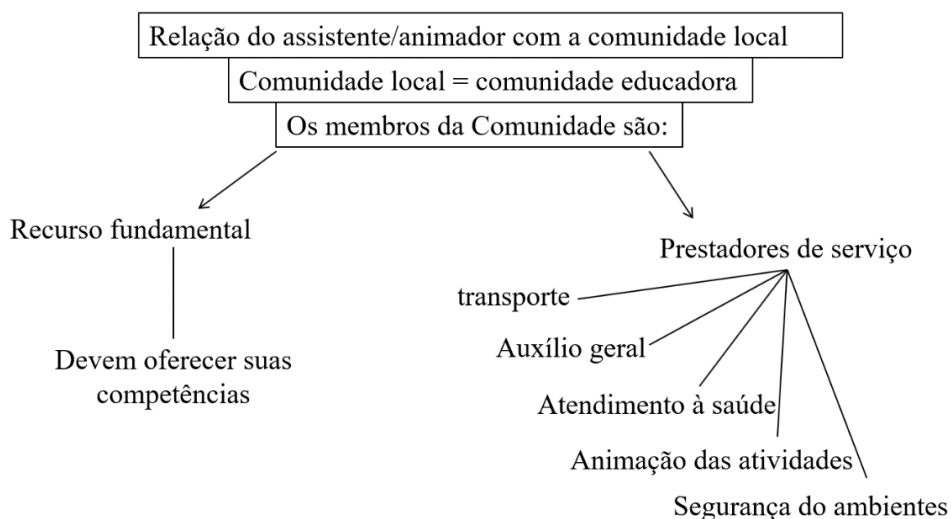 Relação do assistente/animador com a comunidade local
Comunidade local = comunidade educadora
Os membros da Comunidade são:
Recurso fundamental
Devem oferecer suas
competências
Prestadores de serviço
transporte
Auxílio geral
Atendimento à saúde
Animação das atividades
Segurança do ambientes